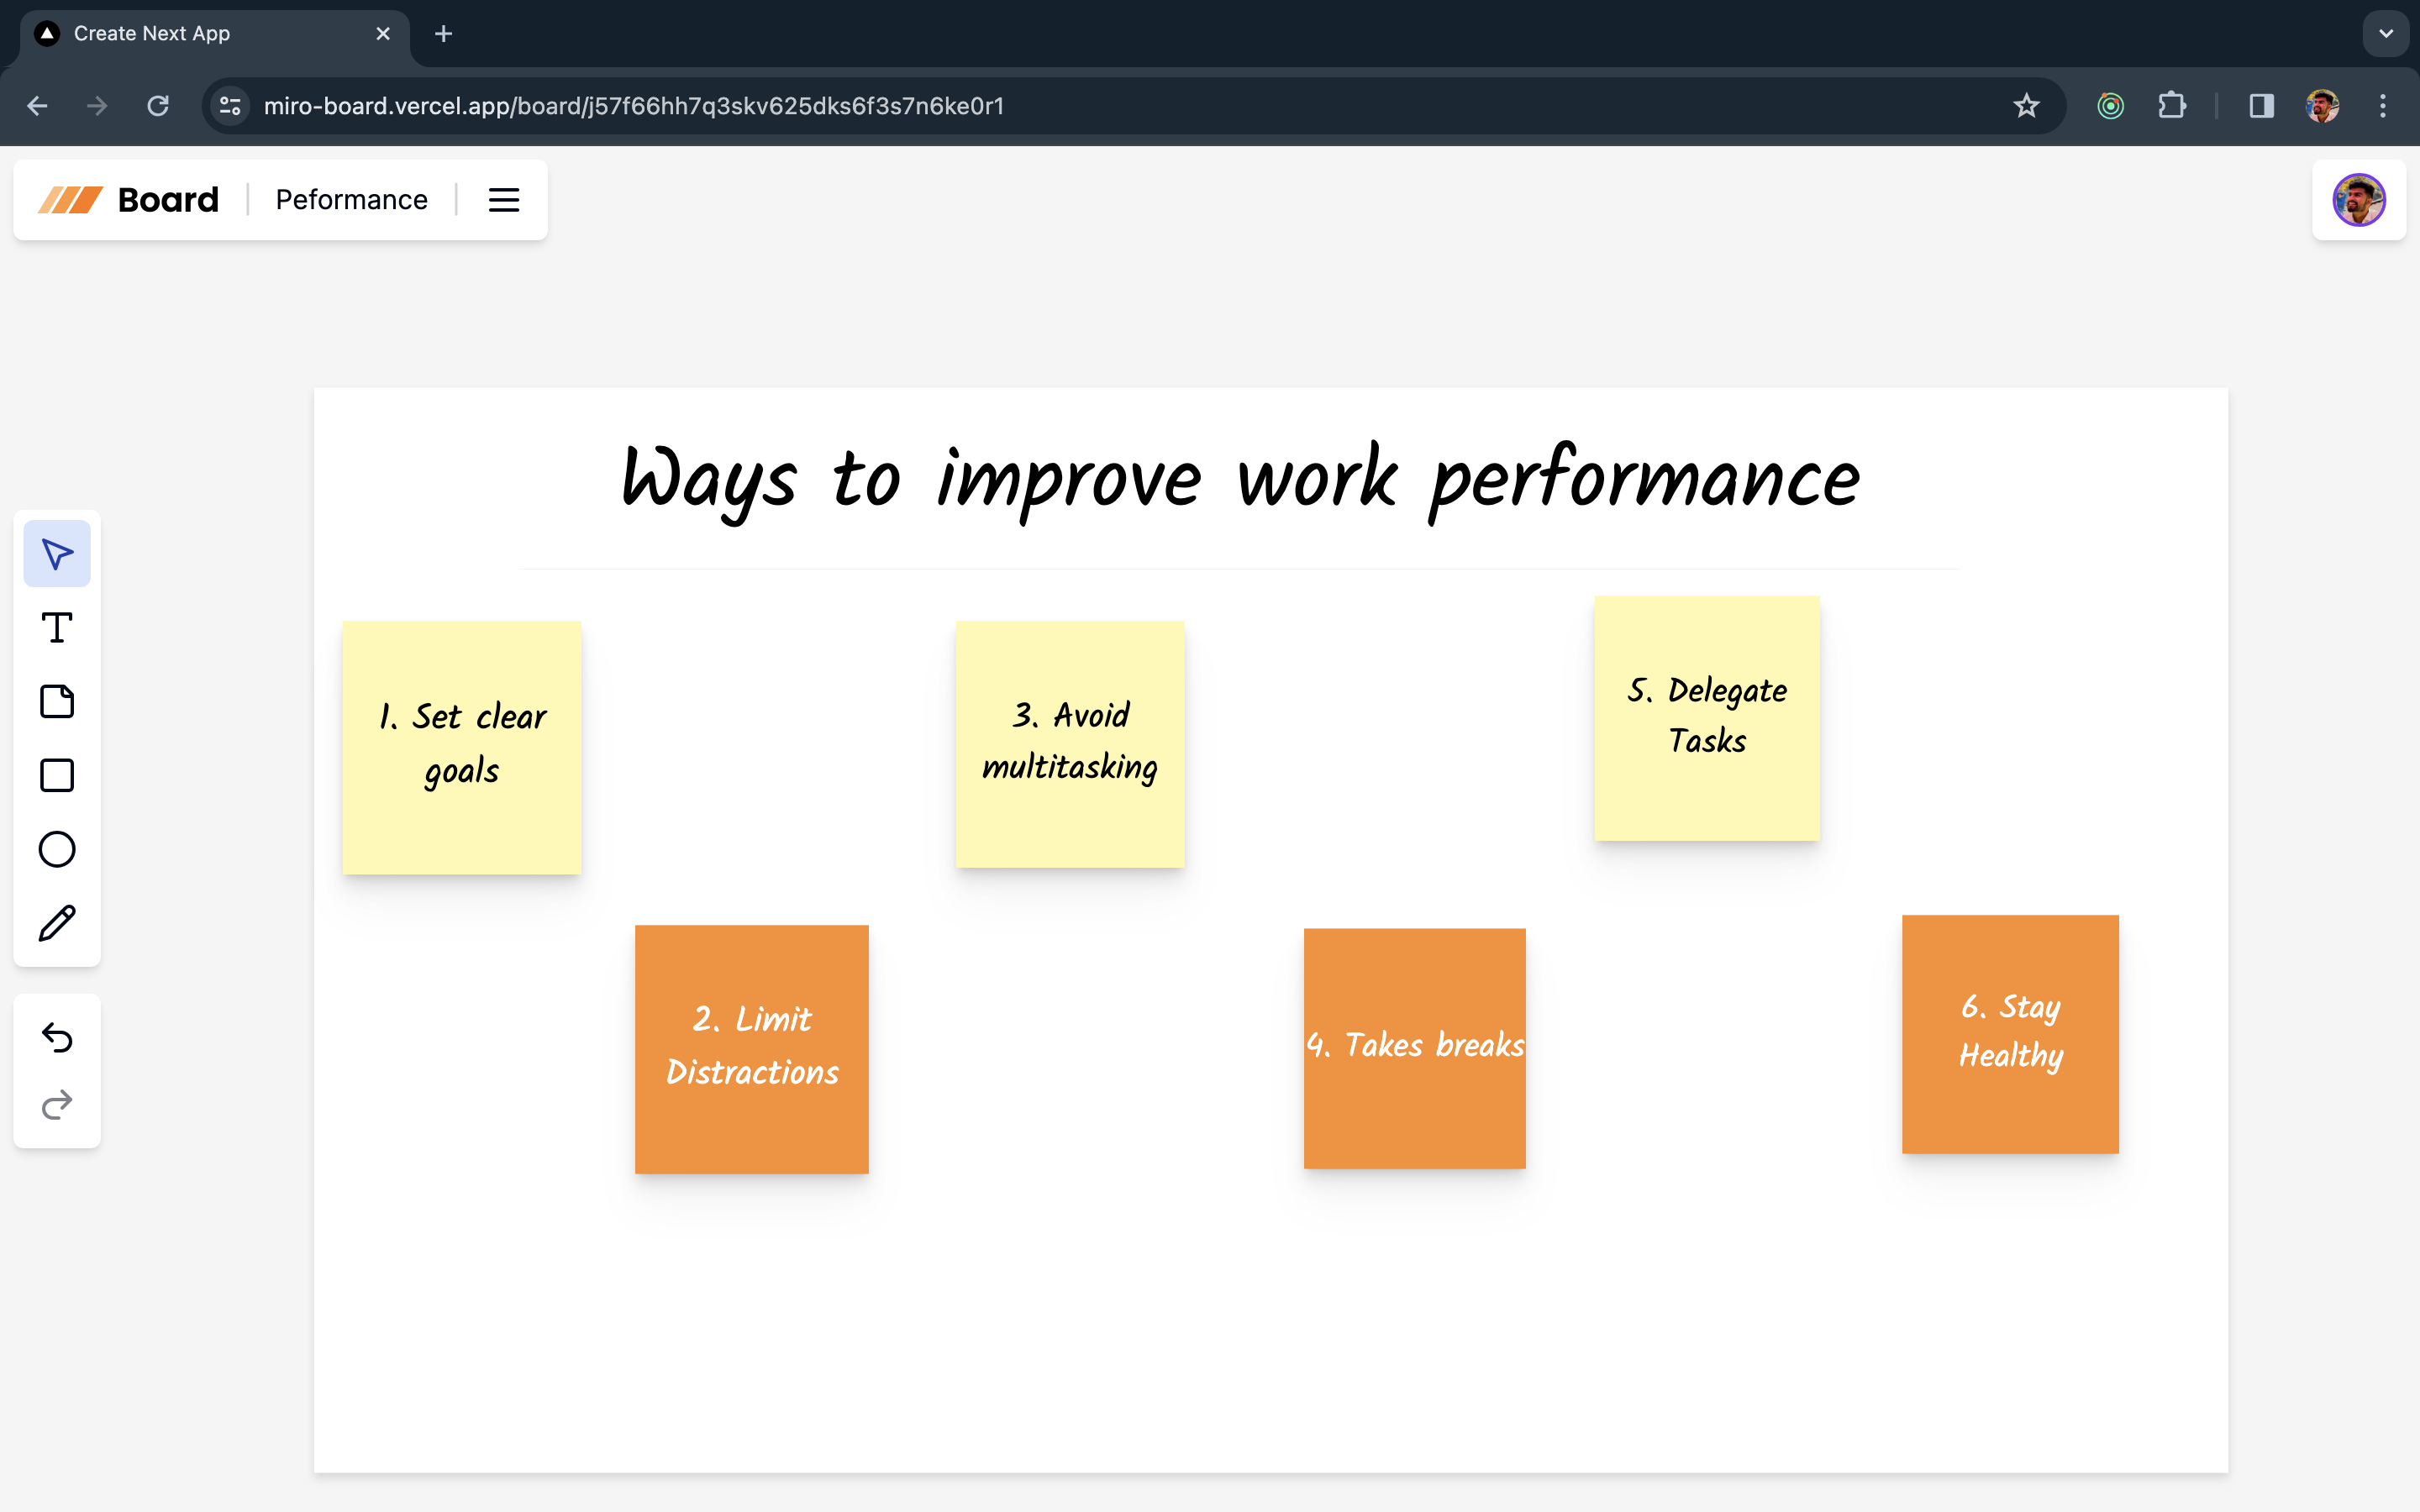 Create Next App
miro-board.vercel.app/board/j57f66hh7q3skv625dks6f3s7n6ke0r1
Board
Peformance
Ways to improve work performance
1. Set clear
goals
2. Limit
Distractions
3. Avoid
multitasking
4. Takes breaks
5. Delegate
Tasks
6. Stay
Healthy